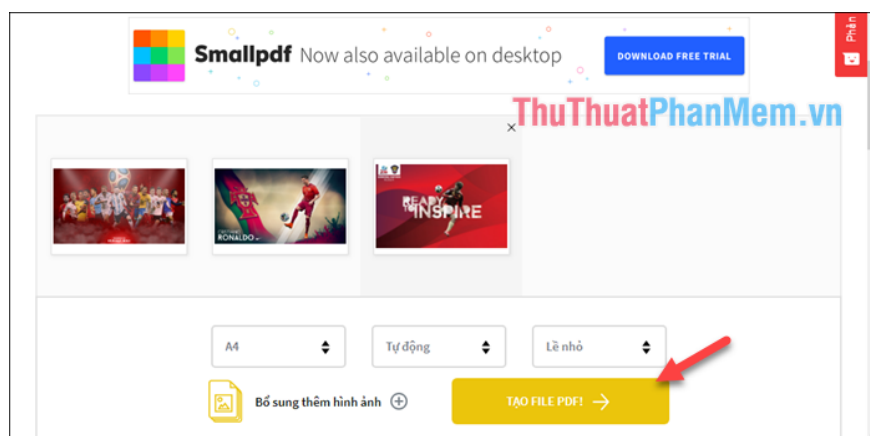 Smallpdf Now also available on desktop
DOWNLOAD FREE TRIAL
Phản
ThuThuatPhanMem.vn
×
RONALDO
READY
TO INSPIRE
A4
Tự động
Lề nhỏ
Bổ sung thêm hình ảnh
TẠO FILE PDF!